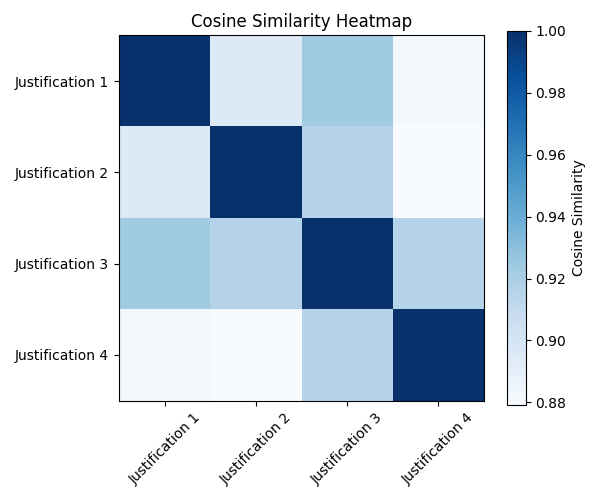 Cosine Similarity Heatmap
Justification 1
Justification 2
Justification 3
Justification 4
Justification 1
Justification 2
Justification 3
Justification 4
1.00
0.98
0.96
0.94
0.92
0.90
0.88
Cosine Similarity